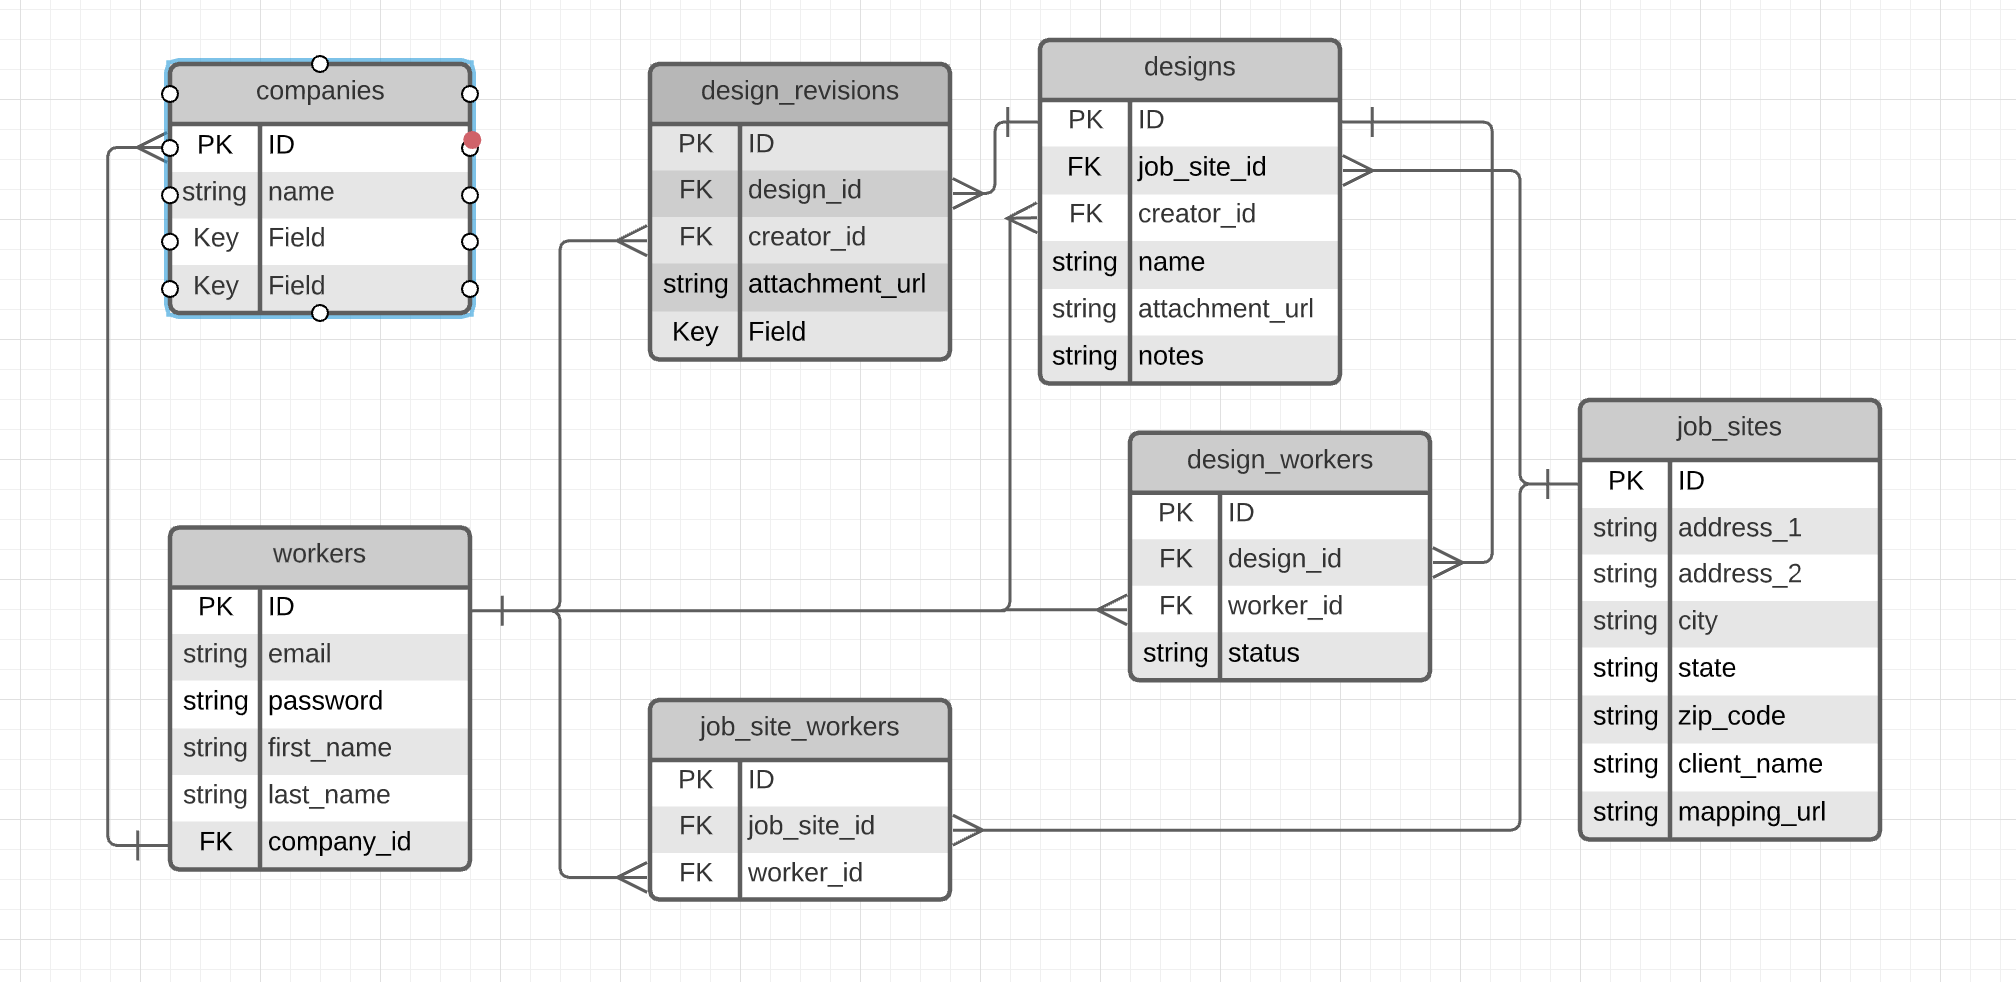 companies
PK ID
string name
Key Field
Key Field
design_revisions
PK ID
FK design_id
FK creator_id
string attachment_url
Key Field
designs
PK ID
FK job_site_id
FK creator_id
string name
string attachment_url
string notes
job_sites
PK ID
string address_1
string address_2
string city
string state
string zip_code
string client_name
string mapping_url
design_workers
PK ID
FK design_id
FK worker_id
string status
workers
PK ID
string email
string password
string first_name
string last_name
FK company_id
job_site_workers
PK ID
FK job_site_id
FK worker_id